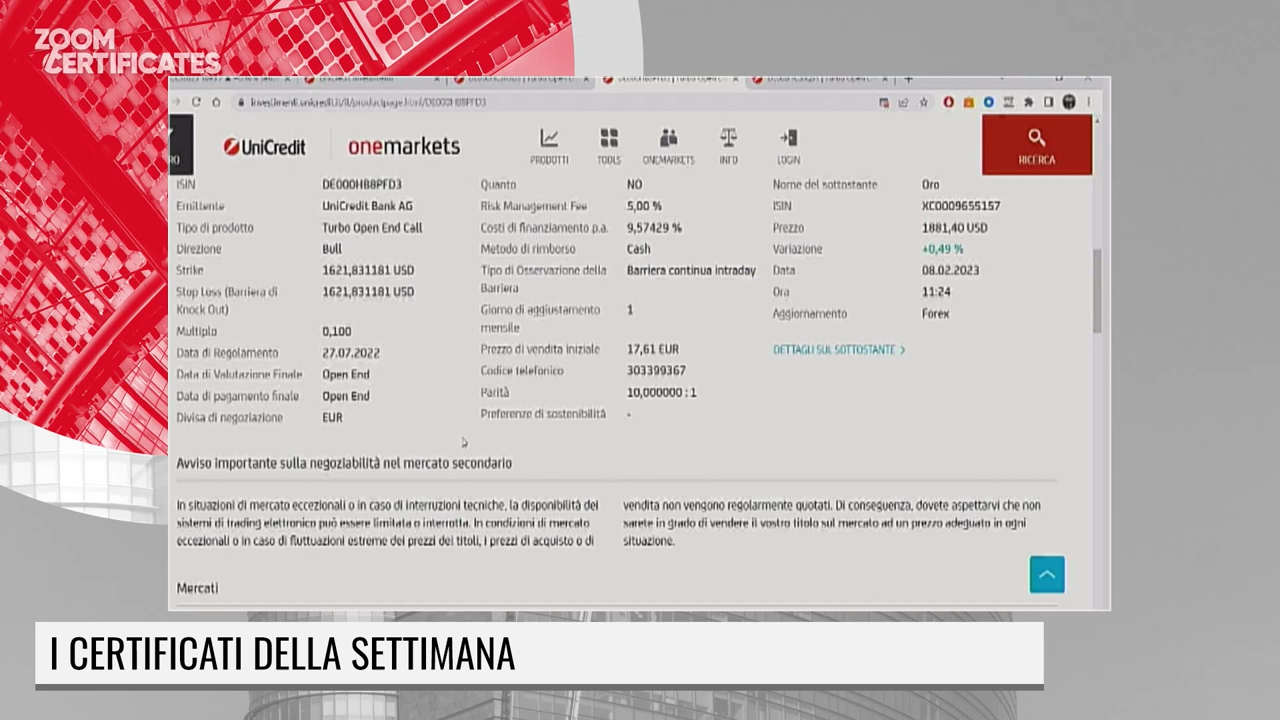 ZOOM
CERTIFICATES
UniCredit
onemarkets
PRODOTTI
TOOLS
ONEMARKETS
INFO
LOGIN
RICERCA
ISIN DE000HB8PFD3
Emittente UniCredit Bank AG
Tipo di prodotto Turbo Open End Call
Direzione Bull
Strike 1621,831181 USD
Stop Loss (Barriera di 1621,831181 USD
Knock Out)
Multiplo 0,100
Data di Regolamento 27.07.2022
Data di Valutazione Finale Open End
Data di pagamento finale Open End
Divisa di negoziazione EUR
Quanto NO
Risk Management Fee 5,00 %
Costi di finanziamento p.a. 9,57429 %
Metodo di rimborso Cash
Tipo di Osservazione della Barriera continua intraday
Barriera
Giorno di aggiustamento 1
mensile
Prezzo di vendita iniziale 17,61 EUR
Codice telefonico 303399367
Parità 10,000000 : 1
Preferenze di sostenibilità -
Nome del sottostante Oro
ISIN XC0009655157
Prezzo 1881,40 USD
Variazione +0,49 %
Data 08.02.2023
Ora 11:24
Aggiornamento Forex
DETTAGLI SUL SOTTOSTANTE >
Avviso importante sulla negoziabilità nel mercato secondario
In situazioni di mercato eccezionali o in caso di interruzioni tecniche, la disponibilità dei
sistemi di trading elettronico può essere limitata o interrotta. In condizioni di mercato
eccezionali o in caso di fluttuazioni estreme dei prezzi dei titoli, i prezzi di acquisto o di
vendita non vengono regolarmente quotati. Di conseguenza, dovete aspettarvi che non
sarete in grado di vendere il vostro titolo sul mercato ad un prezzo adeguato in ogni
situazione.
Mercati
I CERTIFICATI DELLA SETTIMANA